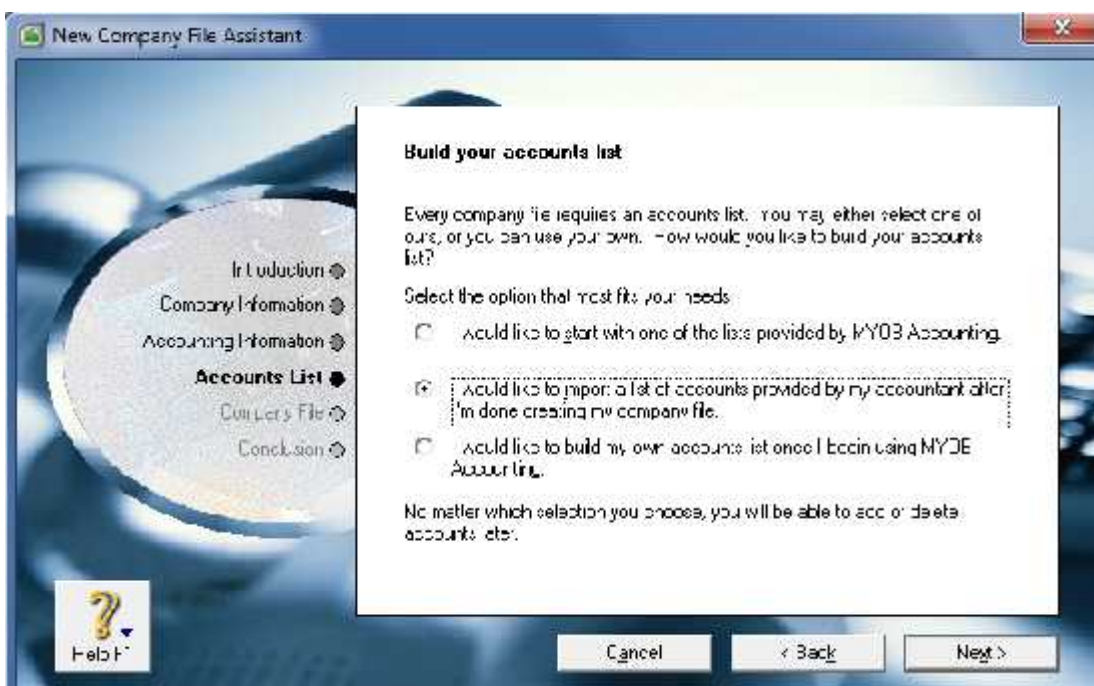 New Company File Assistant
Build your accounts list
Every company file requires an accounts list. You may either select one of
ours, or you can use your own. How would you like to build your accounts
list?
Select the option that most fits your needs
I would like to start with one of the lists provided by MYOB Accounting.
I would like to import a list of accounts provided by my accountant after
I'm done creating my company file.
I would like to build my own accounts list once I begin using MYOB
Accounting.
No matter which selection you choose, you will be able to add or delete
accounts later.
Introduction
Company Information
Accounting Information
Accounts List
Company File
Conclusion
Help F1
Cancel
< Back
Next >